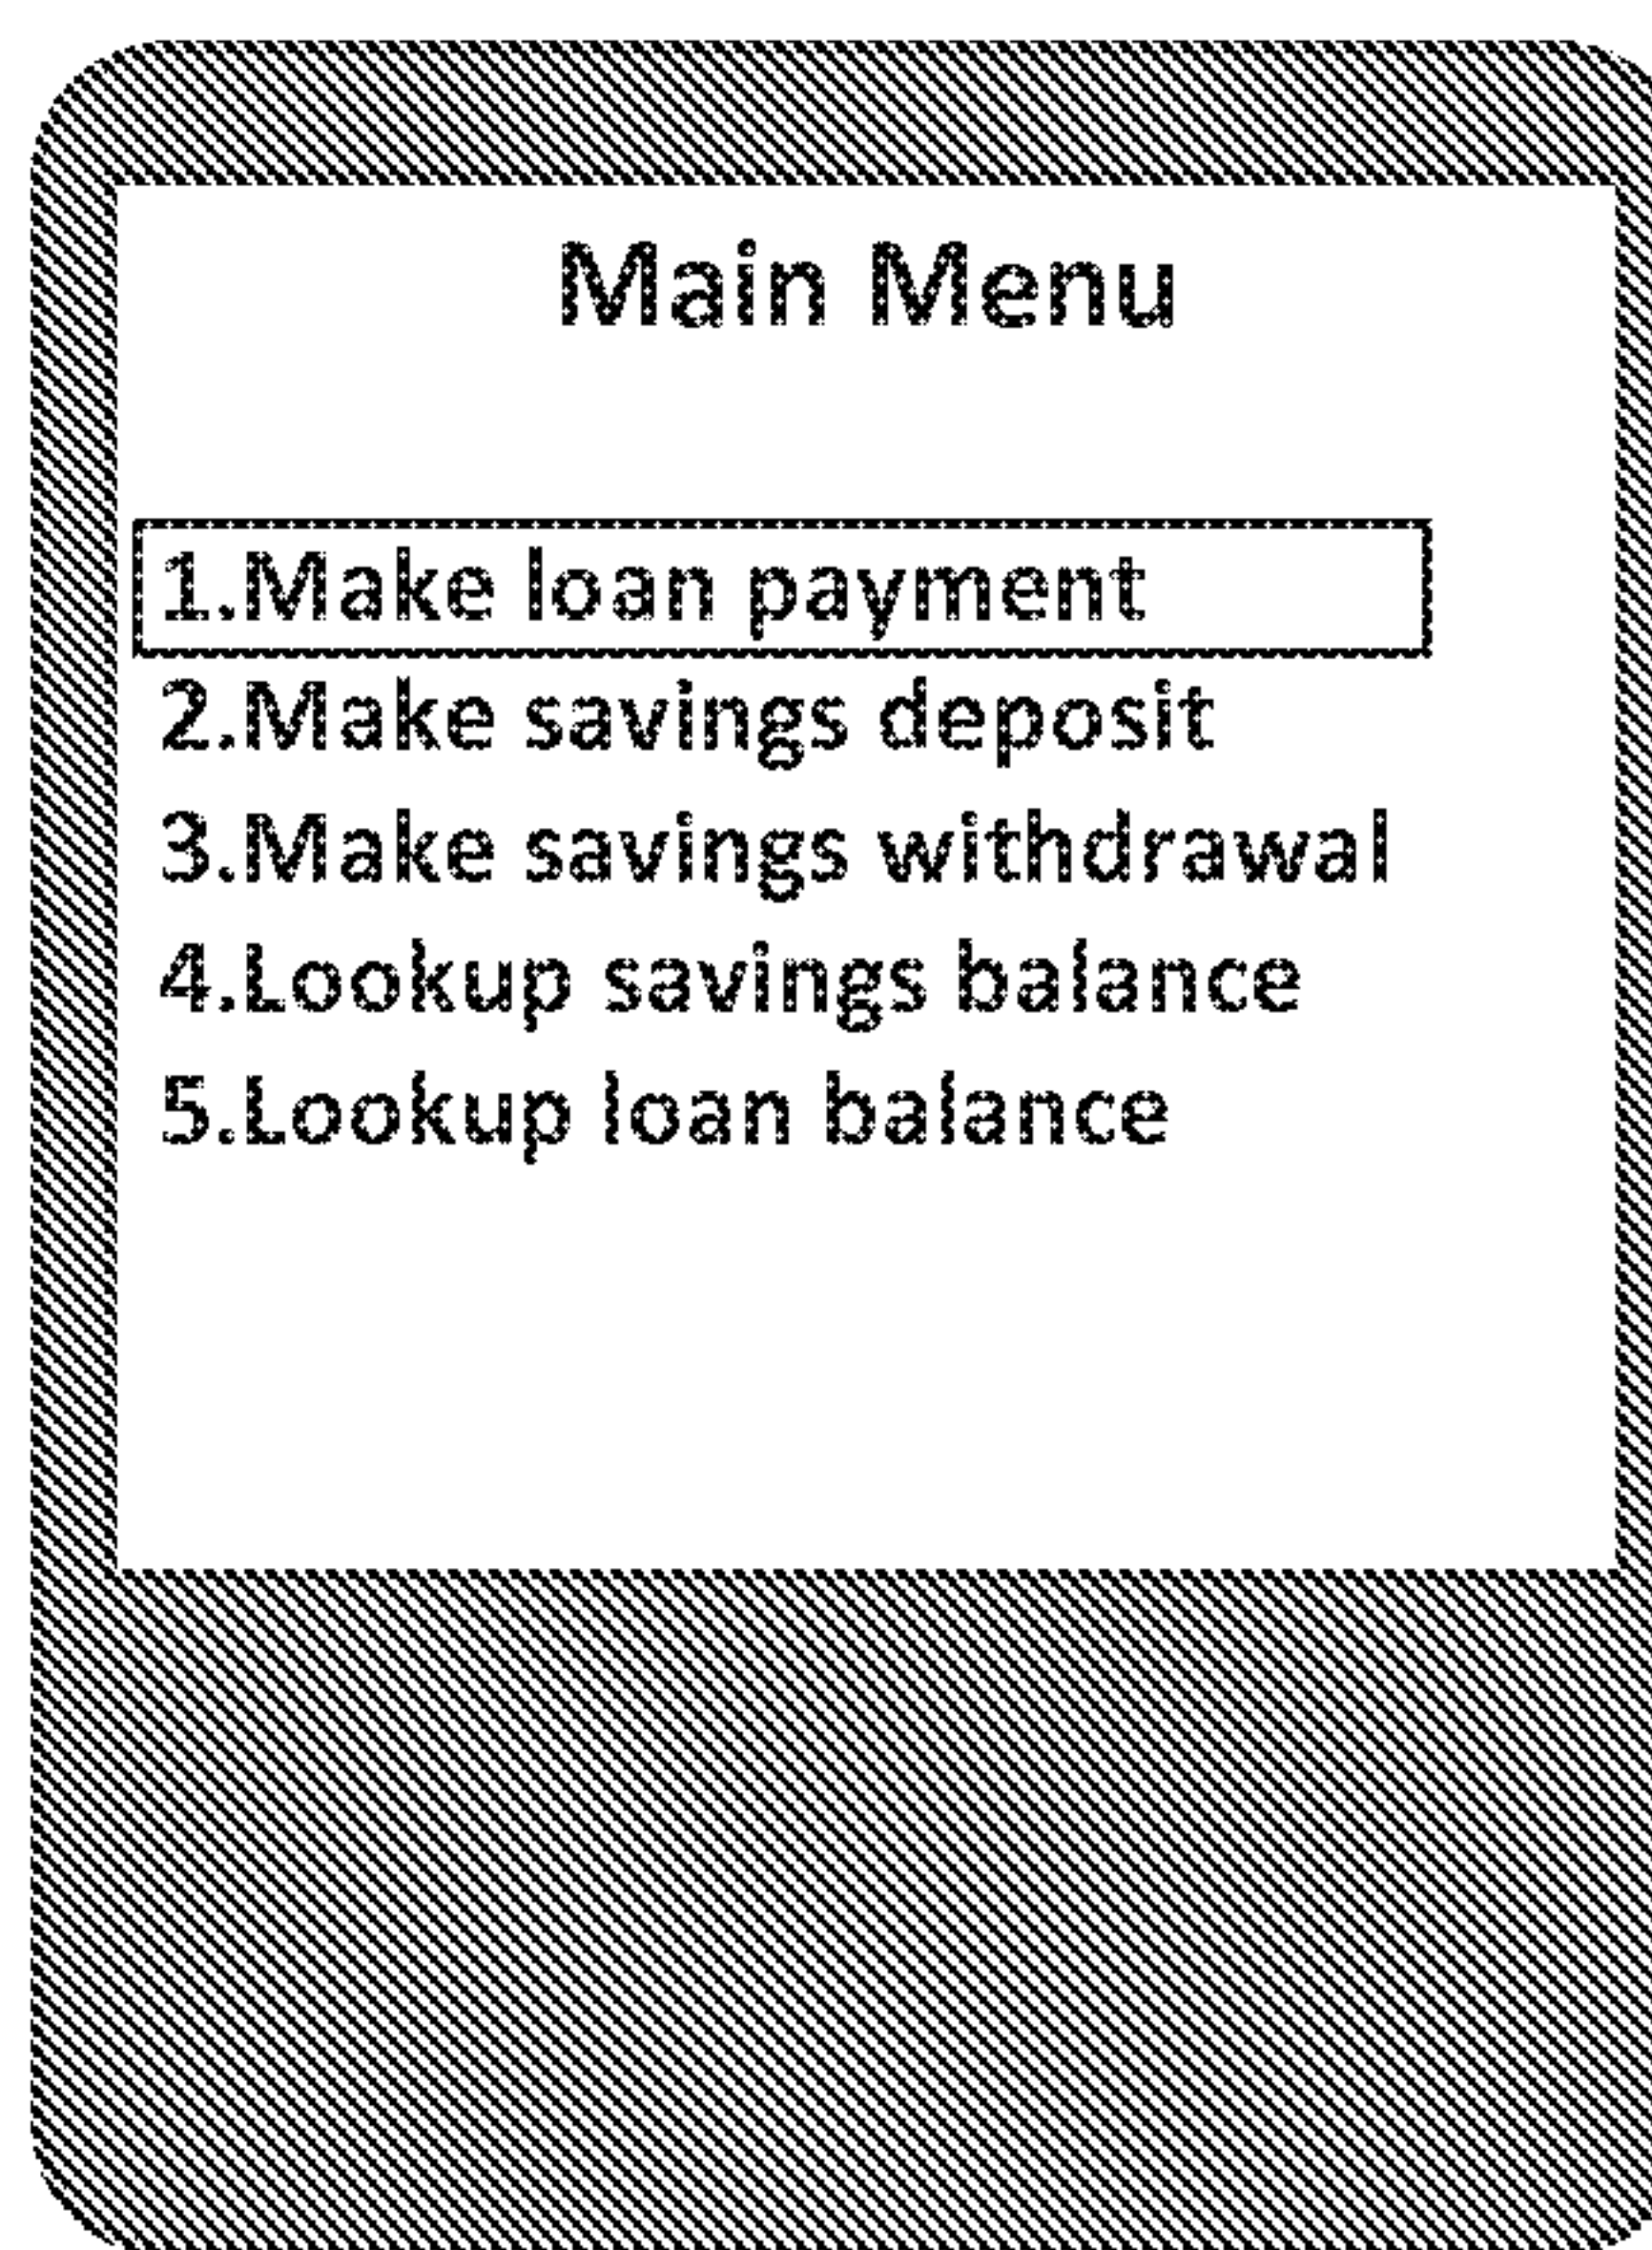 Main Menu
1.Make loan payment
2.Make savings deposit
3.Make savings withdrawal
4.Lookup savings balance
5.Lookup loan balance